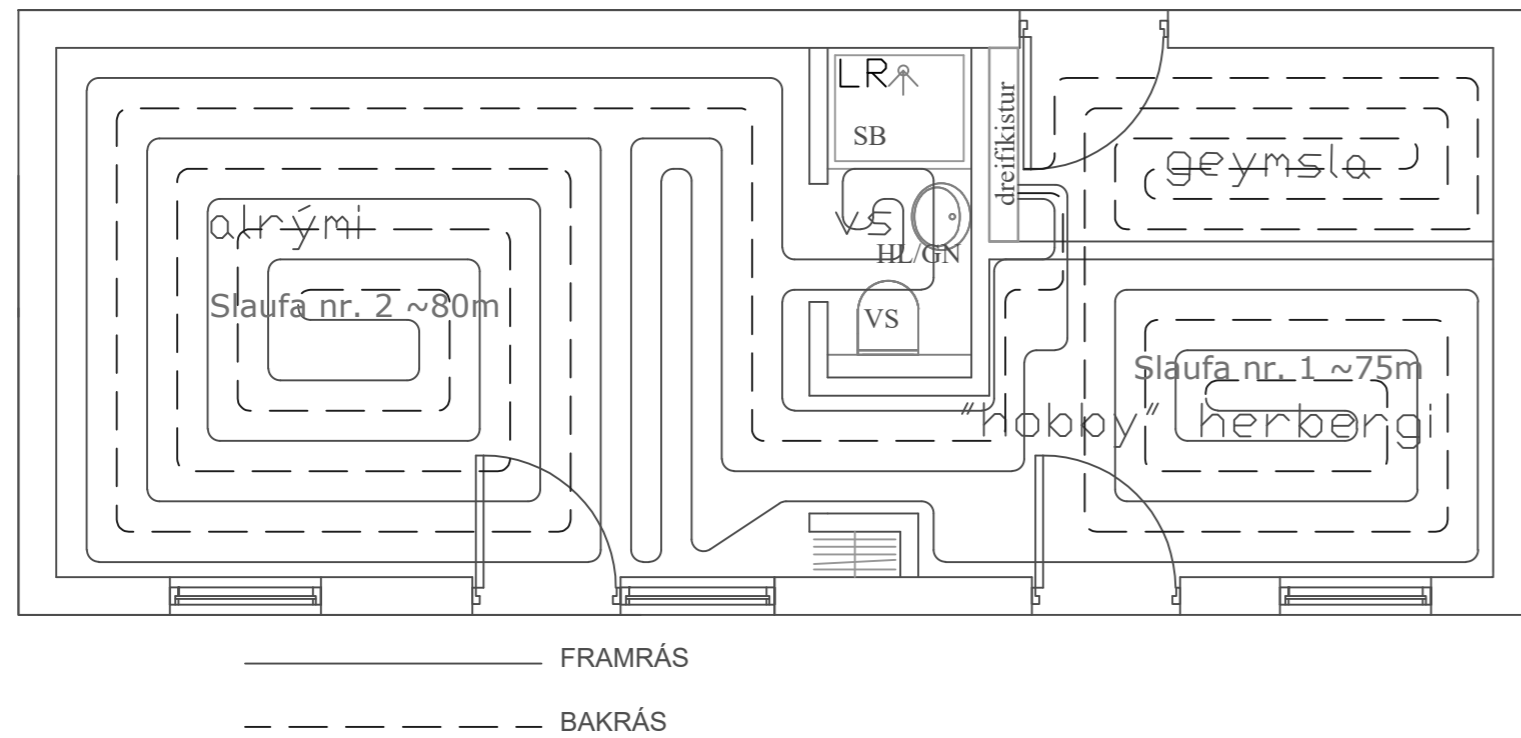 LR
SB
dreifikistur
geymsla
alrými
vs
HL/GN
Slaufa nr. 2 ~80m
VS
Slaufa nr. 1 ~75m
"hobby" herbergi
FRAMRÁS
BAKRÁS